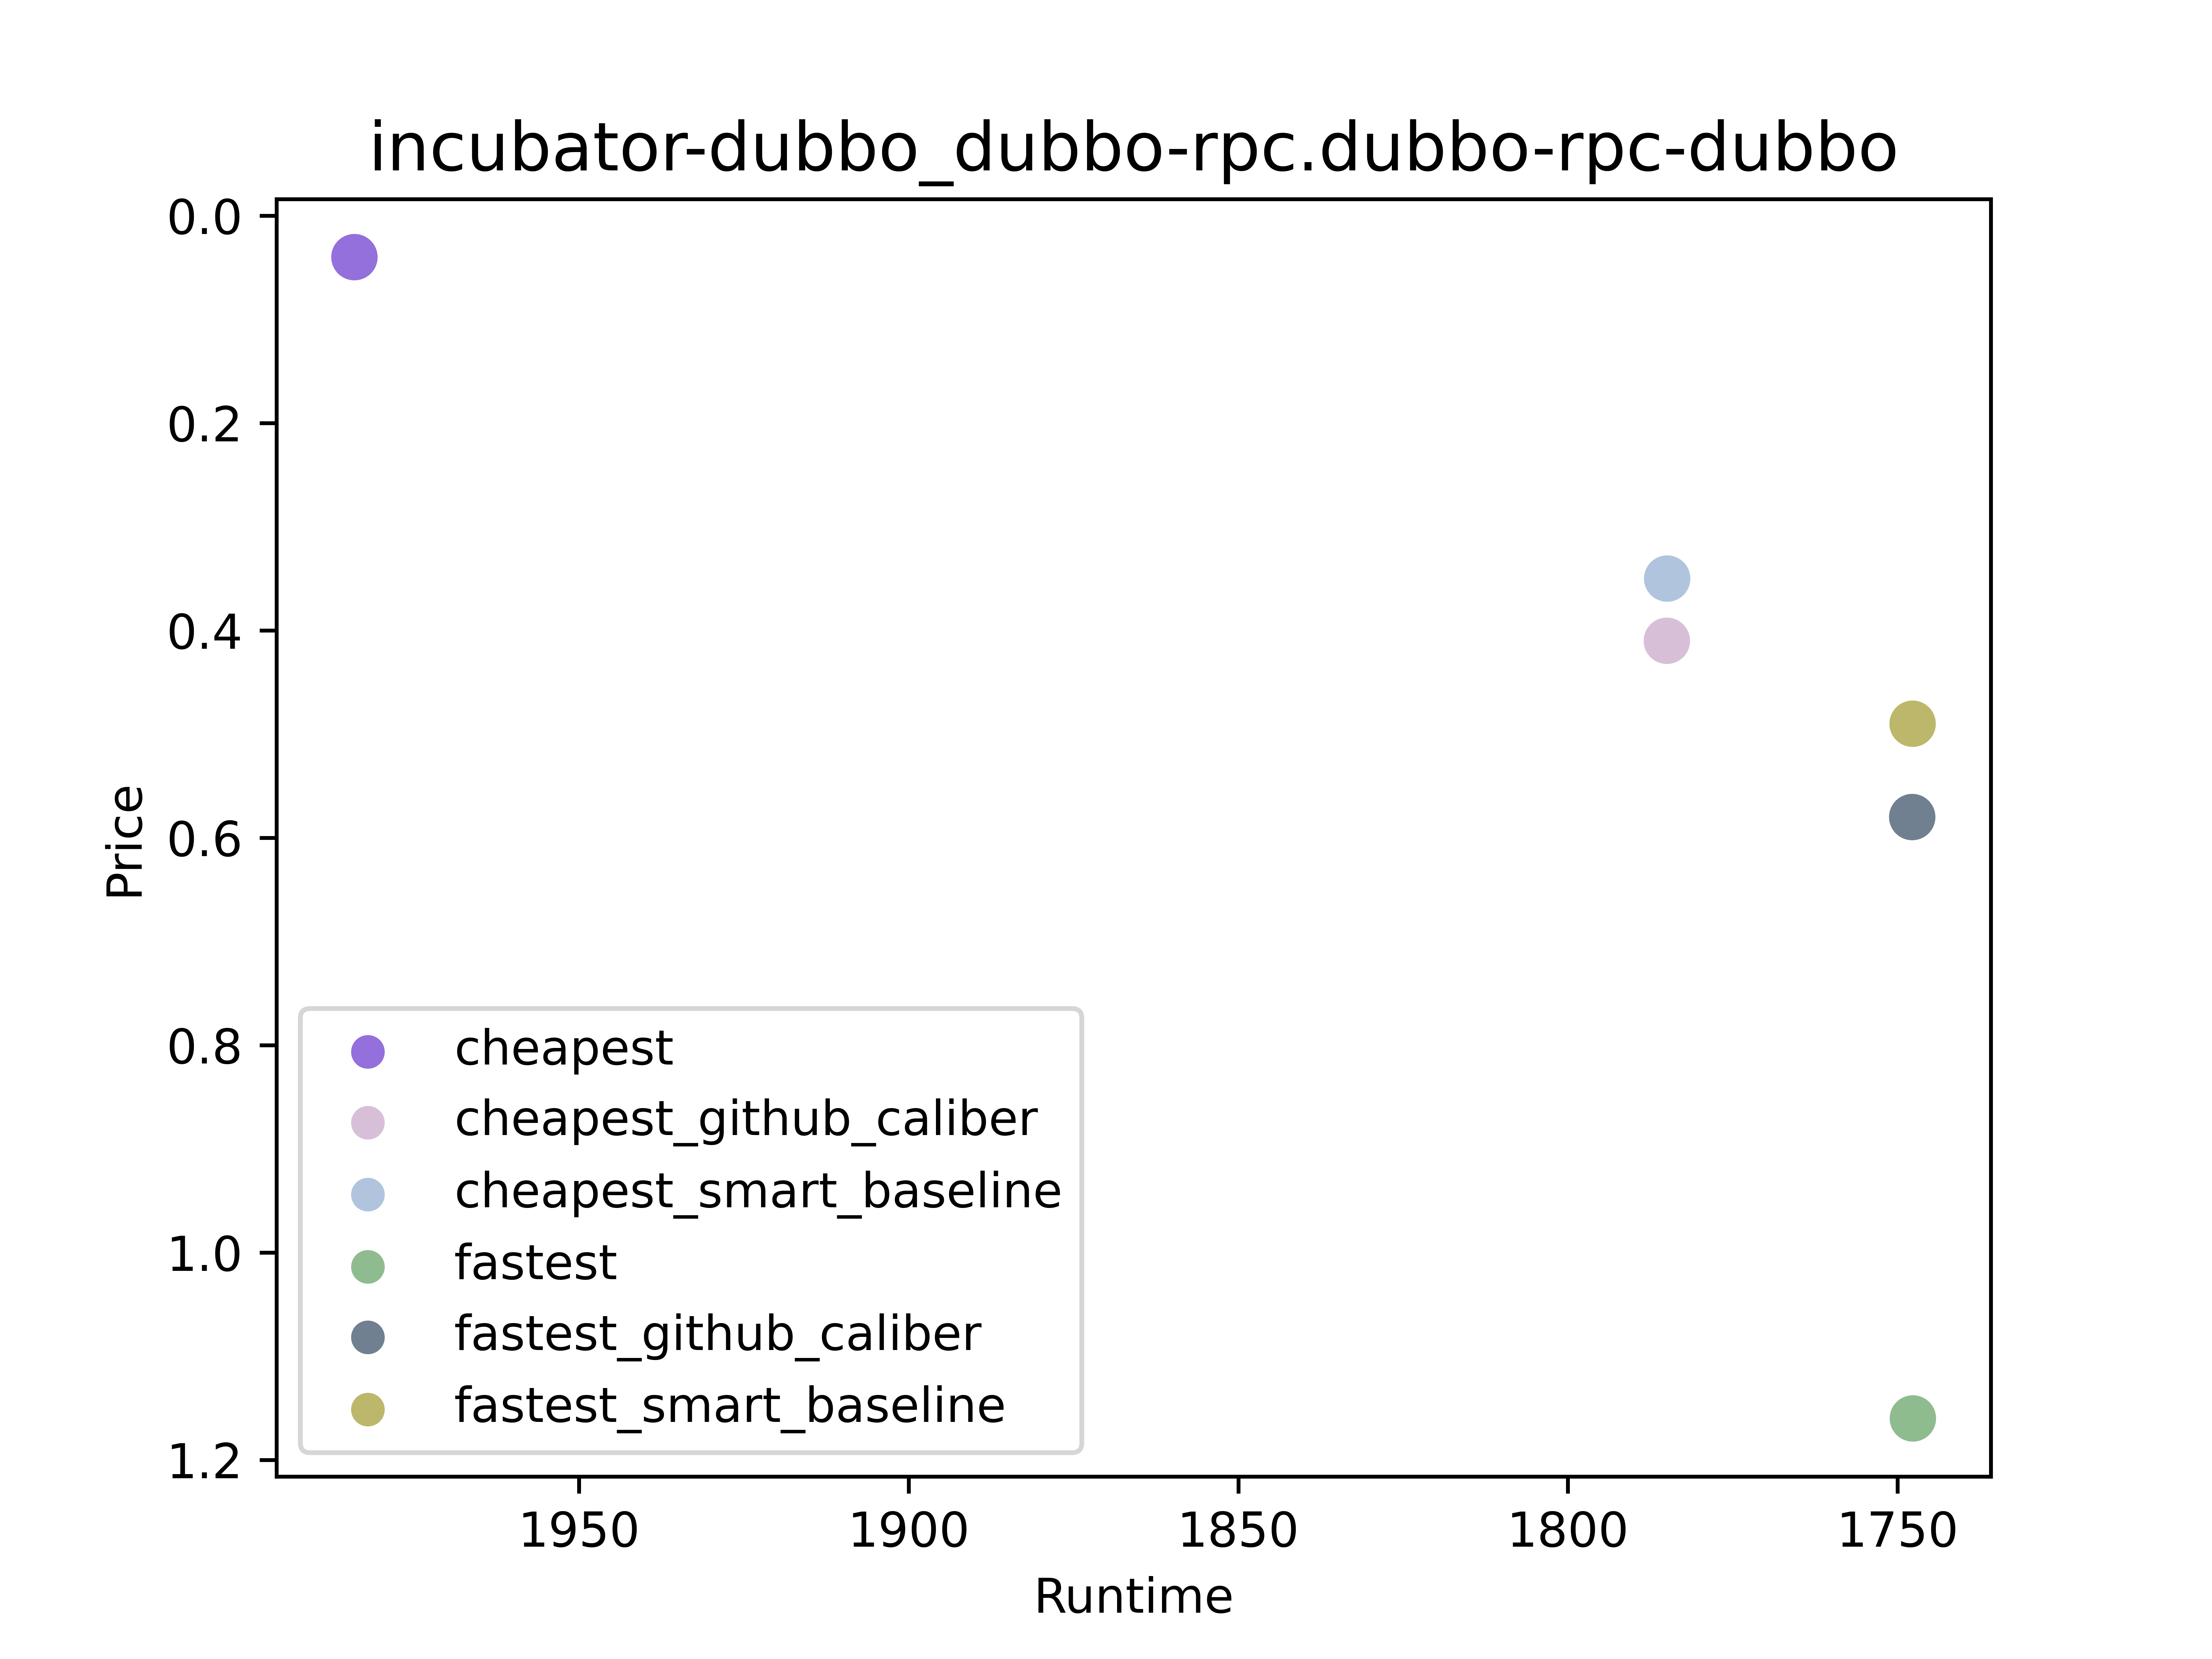 incubator-dubbo_dubbo-rpc.dubbo-rpc-dubbo
0.0
0.2
0.4
0.6
0.8
1.0
1.2
Price
cheapest
cheapest_github_caliber
cheapest_smart_baseline
fastest
fastest_github_caliber
fastest_smart_baseline
1950 1900 1850 1800 1750
Runtime